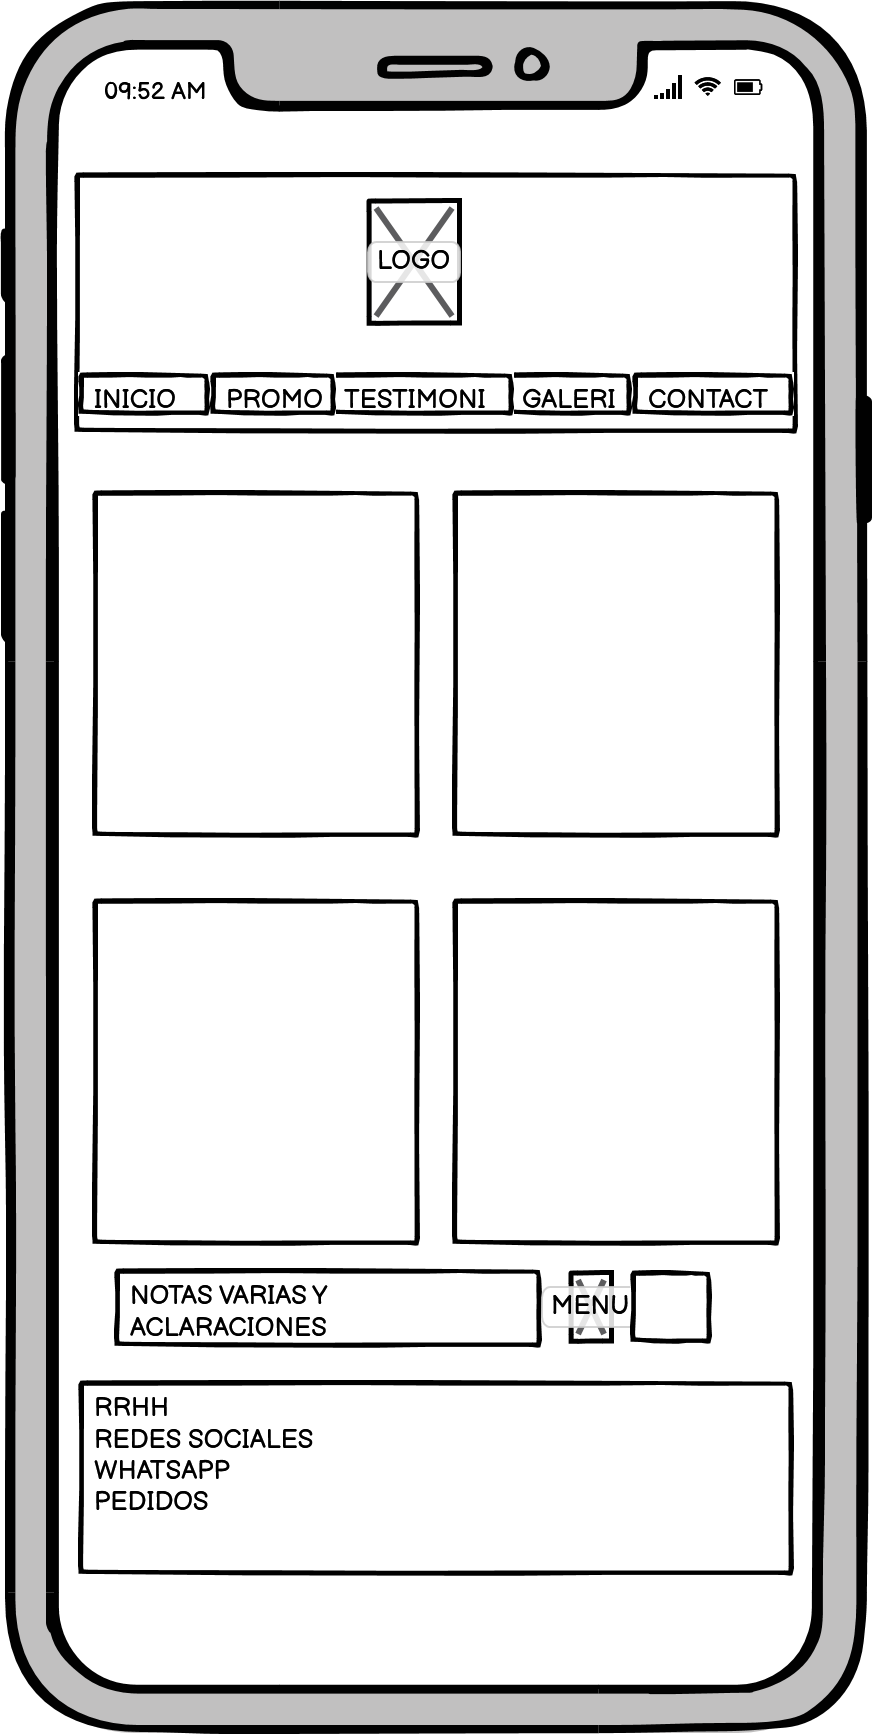 09:52 AM
LOGO
INICIO PROMO TESTIMONI GALERI CONTACT
NOTAS VARIAS Y
ACLARACIONES
MENU
RRHH
REDES SOCIALES
WHATSAPP
PEDIDOS